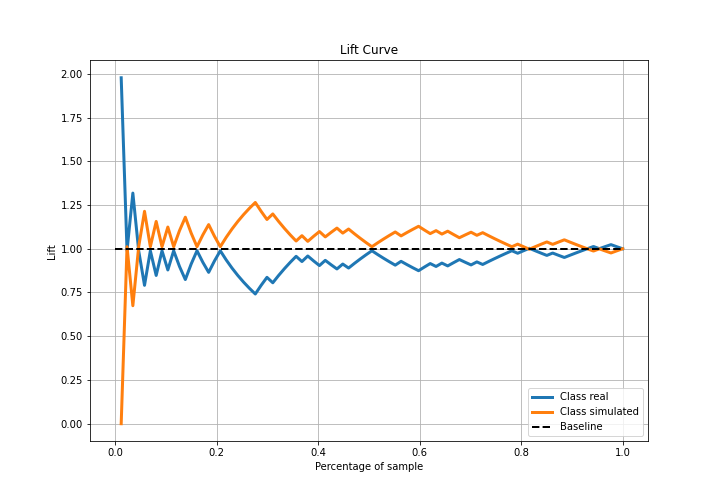 Lift Curve
2.00
1.75
1.50
1.25
1.00
0.75
0.50
0.25
0.00
Lift
0.0 0.2 0.4 0.6 0.8 1.0
Percentage of sample
Class real
Class simulated
Baseline